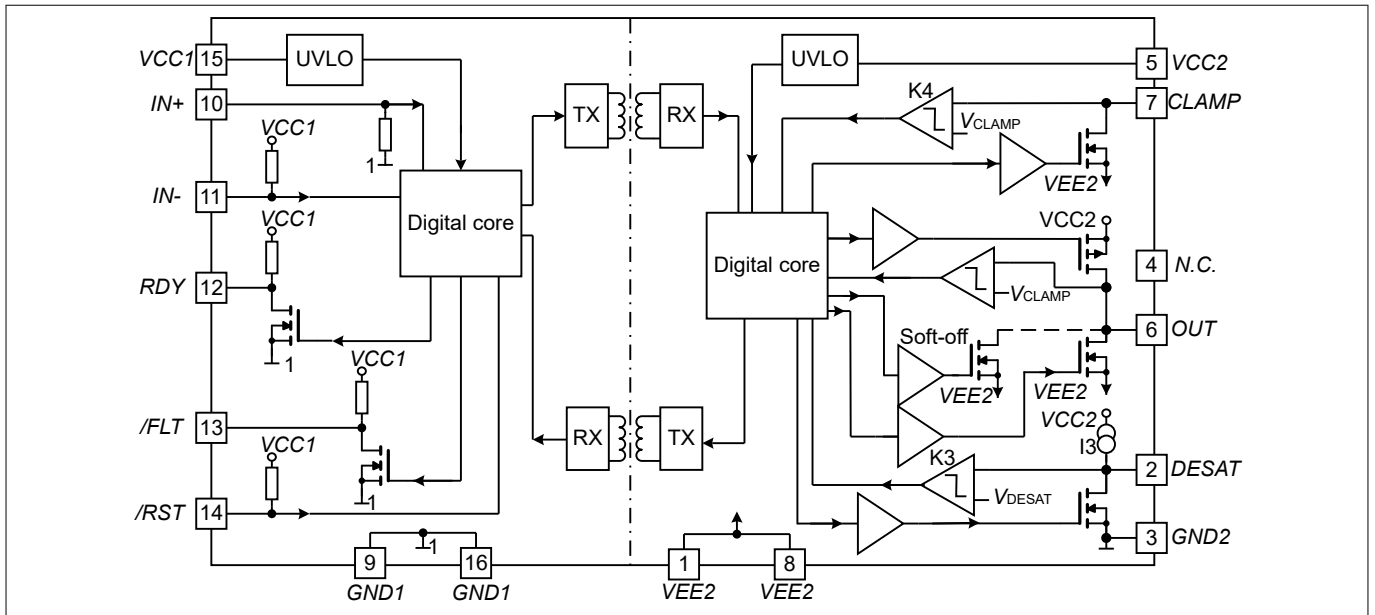 VCC1 15 UVLO UVLO 5 VCC2
IN+ 10 TX RX K4 7 CLAMP
VCLAMP
VCC1 1
VEE2
IN- 11
Digital core
VCC1 VCC2
Digital core 4 N.C.
RDY 12
VCLAMP
1 Soft-off 6 OUT
VCC1
VEE2 VEE2
/FLT 13 RX TX VCC2
VCC1 I3
K3 2 DESAT
1 VDESAT
/RST 14
3 GND2
1
9 16 1 8
GND1 GND1 VEE2 VEE2